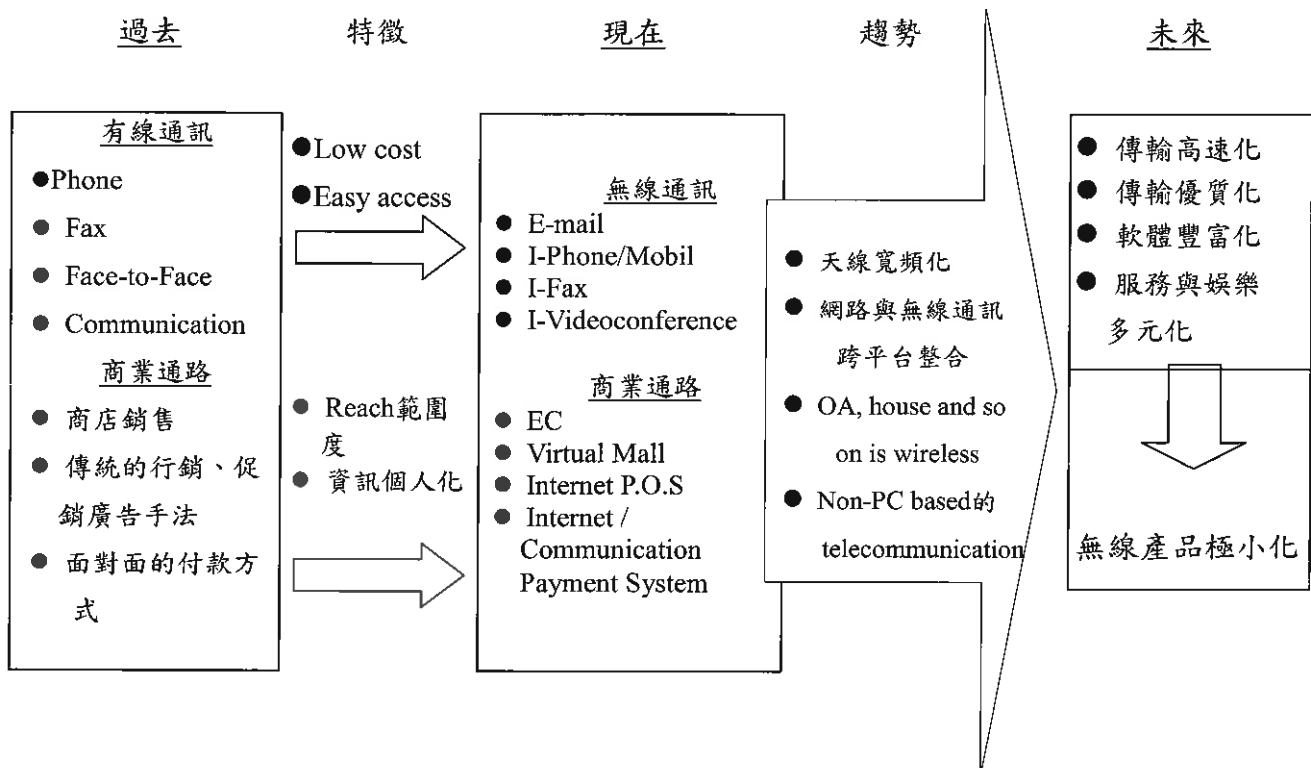 過去
特徵
現在
趨勢
未來
有線通訊
●Phone
● Fax
● Face-to-Face
● Communication
商業通路
● 商店銷售
● 傳統的行銷、促
銷廣告手法
● 面對面的付款方
式
●Low cost
●Easy access
● Reach範圍
度
● 資訊個人化
無線通訊
● E-mail
● I-Phone/Mobil
● I-Fax
● I-Videoconference
商業通路
● EC
● Virtual Mall
● Internet P.O.S
● Internet /
Communication
Payment System
● 天線寬頻化
● 網路與無線通訊
跨平台整合
● OA, house and so
on is wireless
● Non-PC based的
telecommunication
● 傳輸高速化
● 傳輸優質化
● 軟體豐富化
● 服務與娛樂
多元化
無線產品極小化